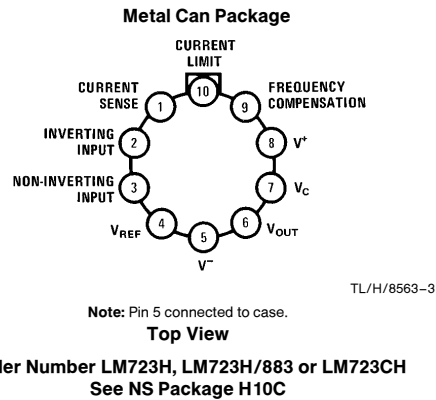 Metal Can Package
CURRENT
LIMIT
CURRENT
SENSE
FREQUENCY
COMPENSATION
10
1
9
INVERTING
INPUT
2
8
V+
NON-INVERTING
INPUT
3
7
VC
VREF
4
6
VOUT
5
V−
TL/H/8563–3
Note: Pin 5 connected to case.
Top View
der Number LM723H, LM723H/883 or LM723CH
See NS Package H10C